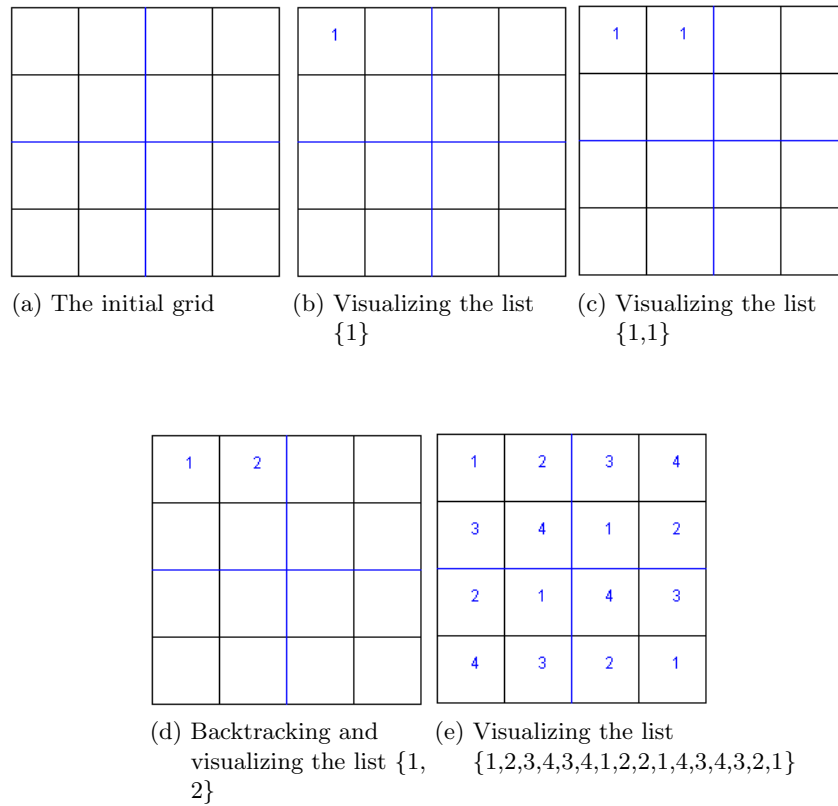 1
1 1
(a) The initial grid
(b) Visualizing the list
{1}
(c) Visualizing the list
{1,1}
1 2
1 2 3 4
3 4 1 2
2 1 4 3
4 3 2 1
(d) Backtracking and
visualizing the list {1,
2}
(e) Visualizing the list
{1,2,3,4,3,4,1,2,2,1,4,3,4,3,2,1}